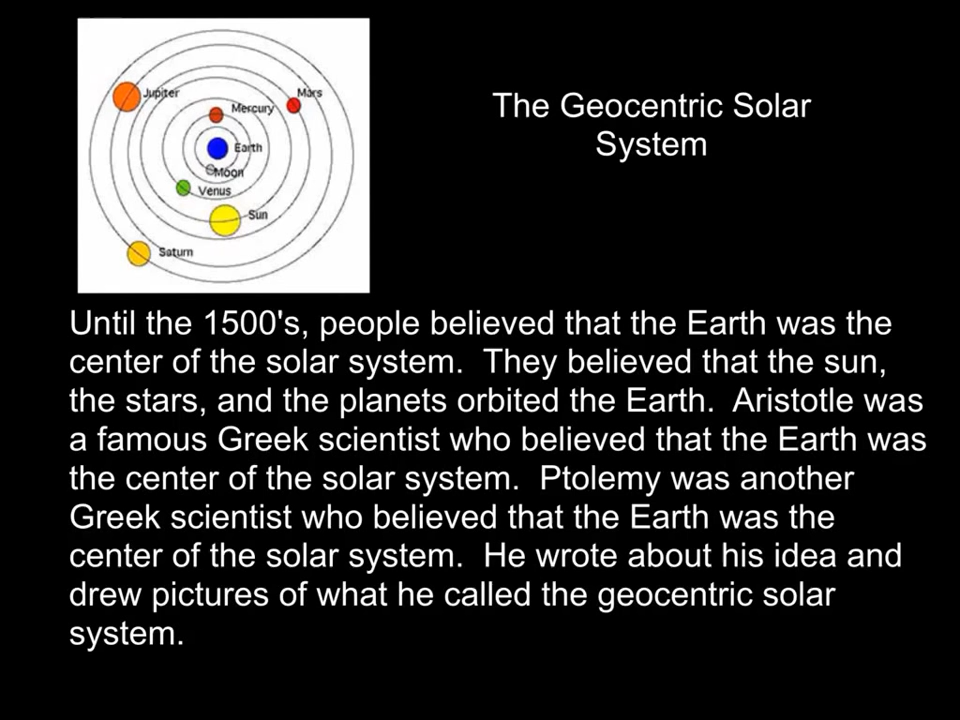 Jupiter
Mars
Mercury
Earth
Moon
Venus
Sun
Saturn
The Geocentric Solar
System
Until the 1500's, people believed that the Earth was the
center of the solar system.  They believed that the sun,
the stars, and the planets orbited the Earth.  Aristotle was
a famous Greek scientist who believed that the Earth was
the center of the solar system.  Ptolemy was another
Greek scientist who believed that the Earth was the
center of the solar system.  He wrote about his idea and
drew pictures of what he called the geocentric solar
system.